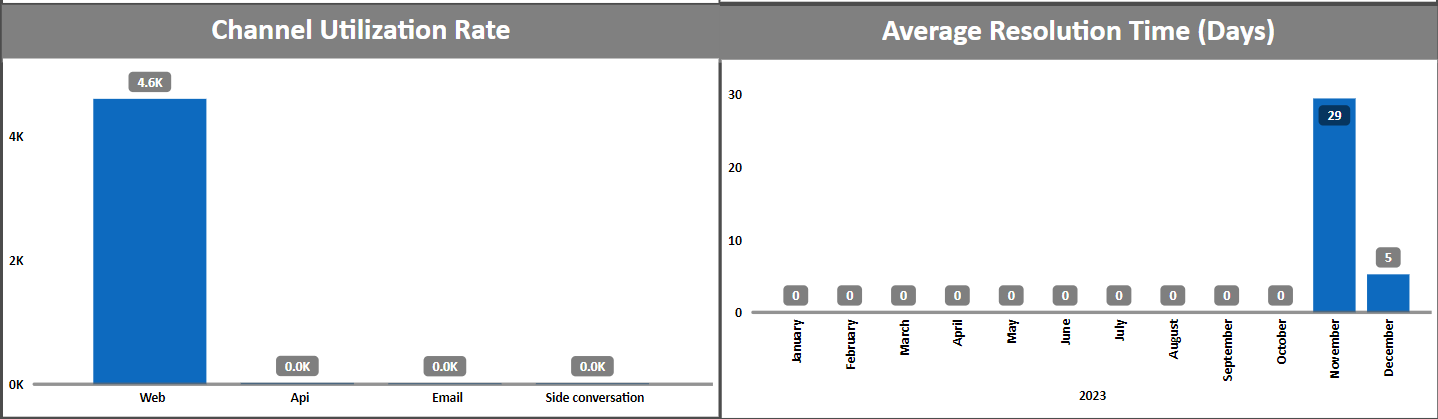 Channel Utilization Rate
4.6K
4K
2K
0K
0.0K
0.0K
0.0K
Web
Api
Email
Side conversation
Average Resolution Time (Days)
30
20
10
0
0
0
0
0
0
0
0
0
0
0
29
5
January
February
March
April
May
June
July
August
September
October
November
December
2023